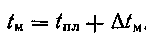 tм = tпл + Δtм.